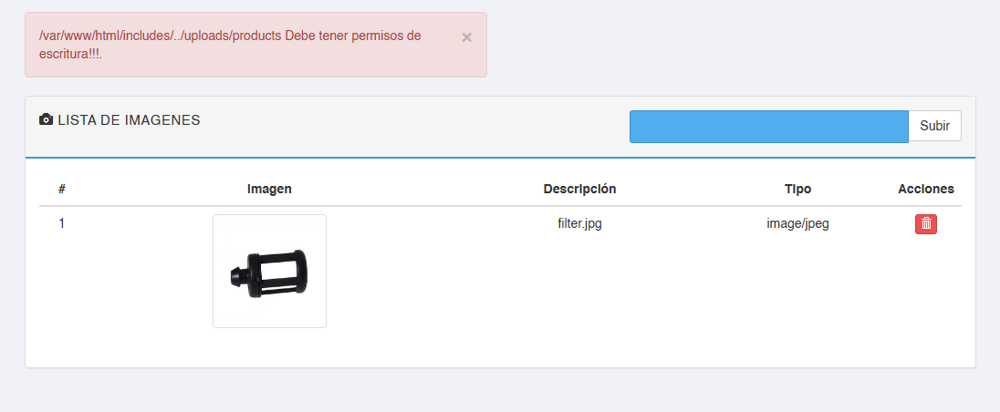 /var/www/html/includes/../uploads/products Debe tener permisos de
escritura!!!.
×
LISTA DE IMAGENES
Subir
# Imagen Descripción Tipo Acciones
1 filter.jpg image/jpeg